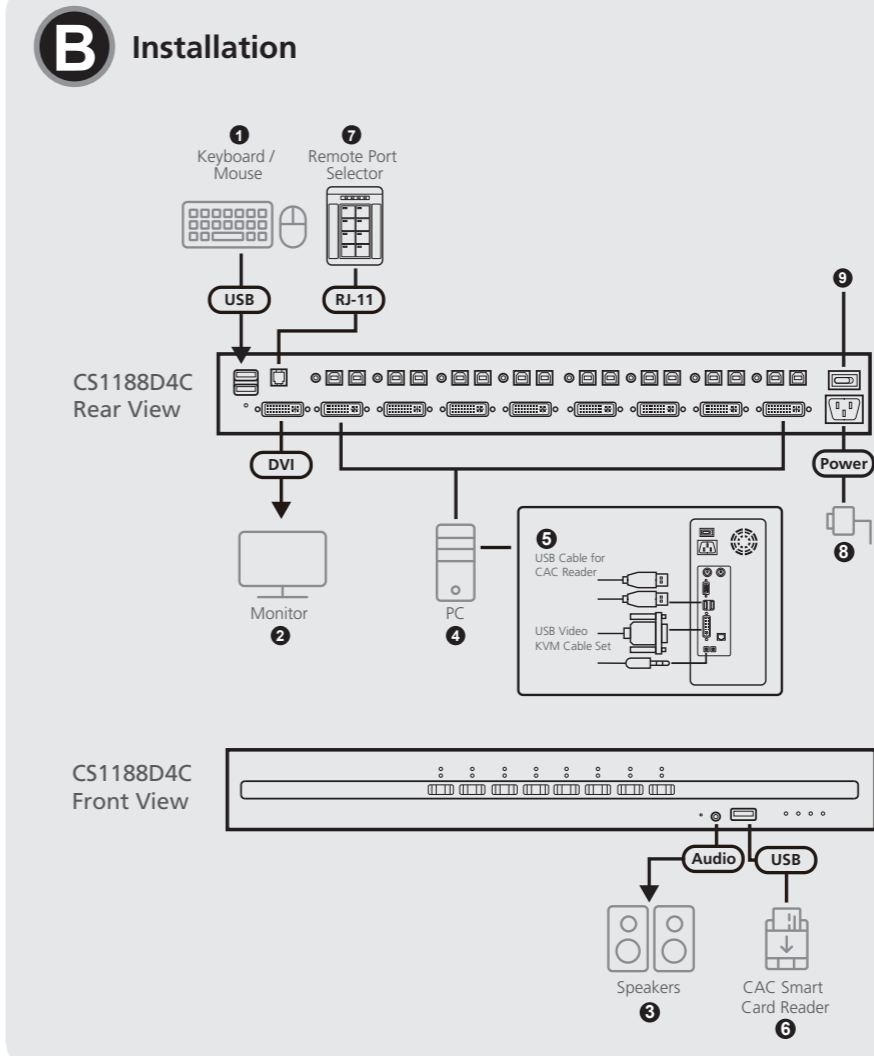 B Installation
1
Keyboard /
Mouse
7
Remote Port
Selector
USB
RJ-11
9
CS1188D4C
Rear View
DVI
Power
Monitor
2
PC
4
5
USB Cable for
CAC Reader
USB Video
KVM Cable Set
8
CS1188D4C
Front View
Audio
USB
Speakers
3
CAC Smart
Card Reader
6